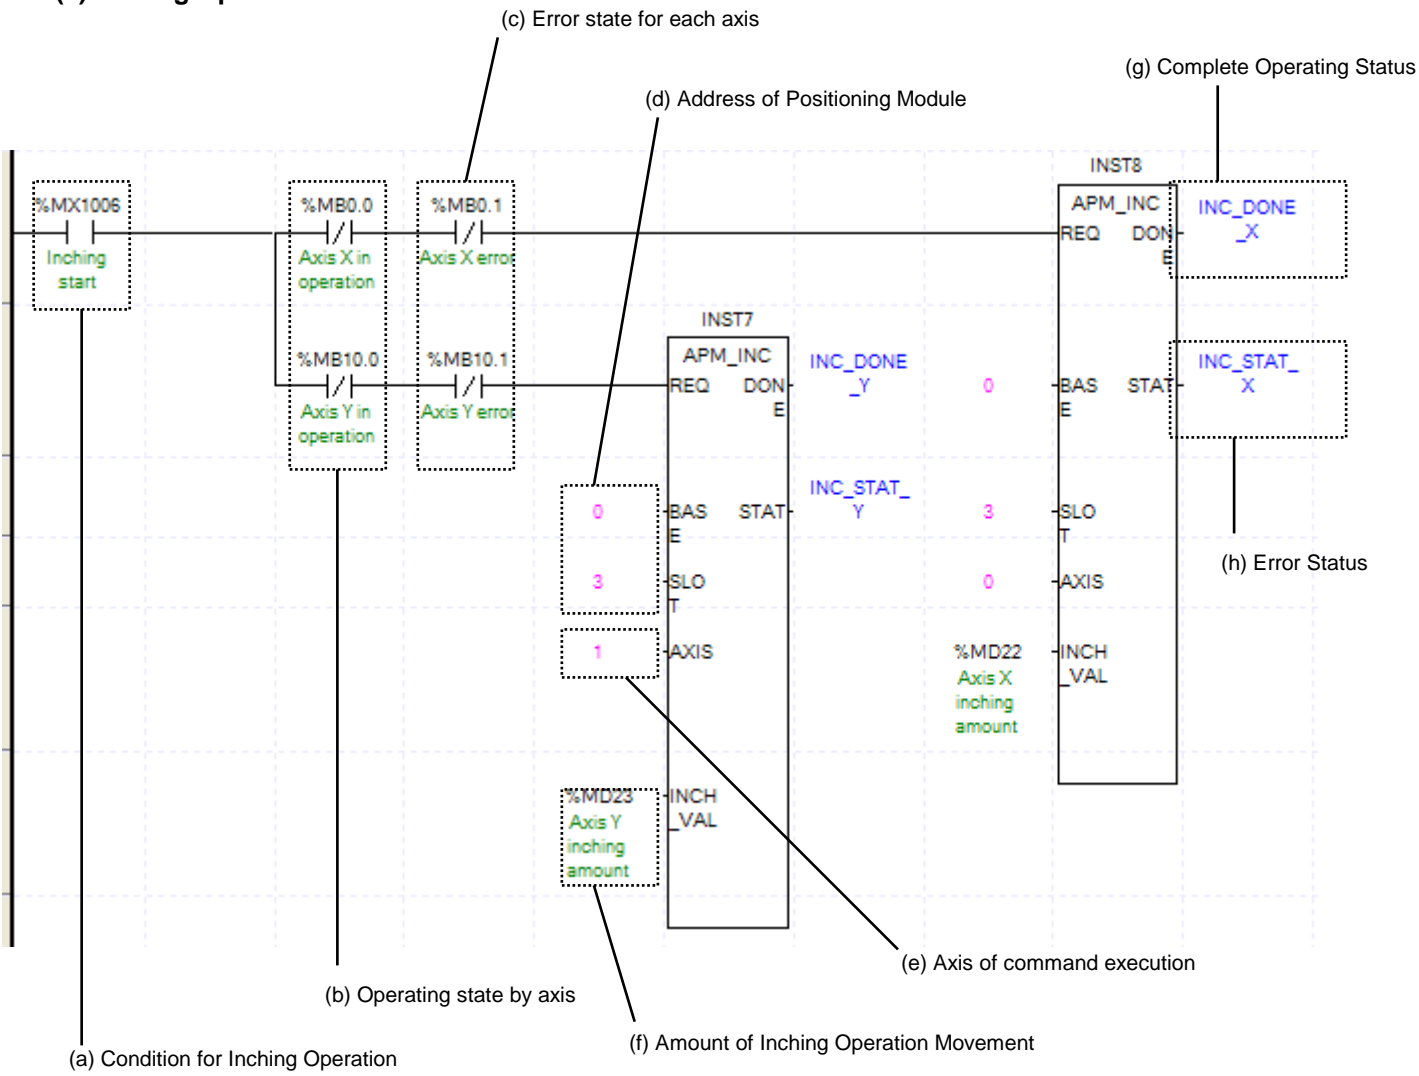 (c) Error state for each axis
(g) Complete Operating Status
(d) Address of Positioning Module
INST8
%MX1006
%MB0.0
%MB0.1
APM_INC
INC_DONE
_X
REQ
DON
E
Inching
start
Axis X in
operation
Axis X error
INST7
%MB10.0
%MB10.1
APM_INC
INC_DONE
_Y
INC_STAT_
X
REQ
DON
E
0
BAS
E
STAT
Axis Y in
operation
Axis Y error
INC_STAT_
Y
0
BAS
E
STAT
3
SLO
T
(h) Error Status
3
SLO
T
0
AXIS
1
AXIS
%MD22
Axis X
inching
amount
INCH
_VAL
%MD23
Axis Y
inching
amount
INCH
_VAL
(e) Axis of command execution
(b) Operating state by axis
(f) Amount of Inching Operation Movement
(a) Condition for Inching Operation